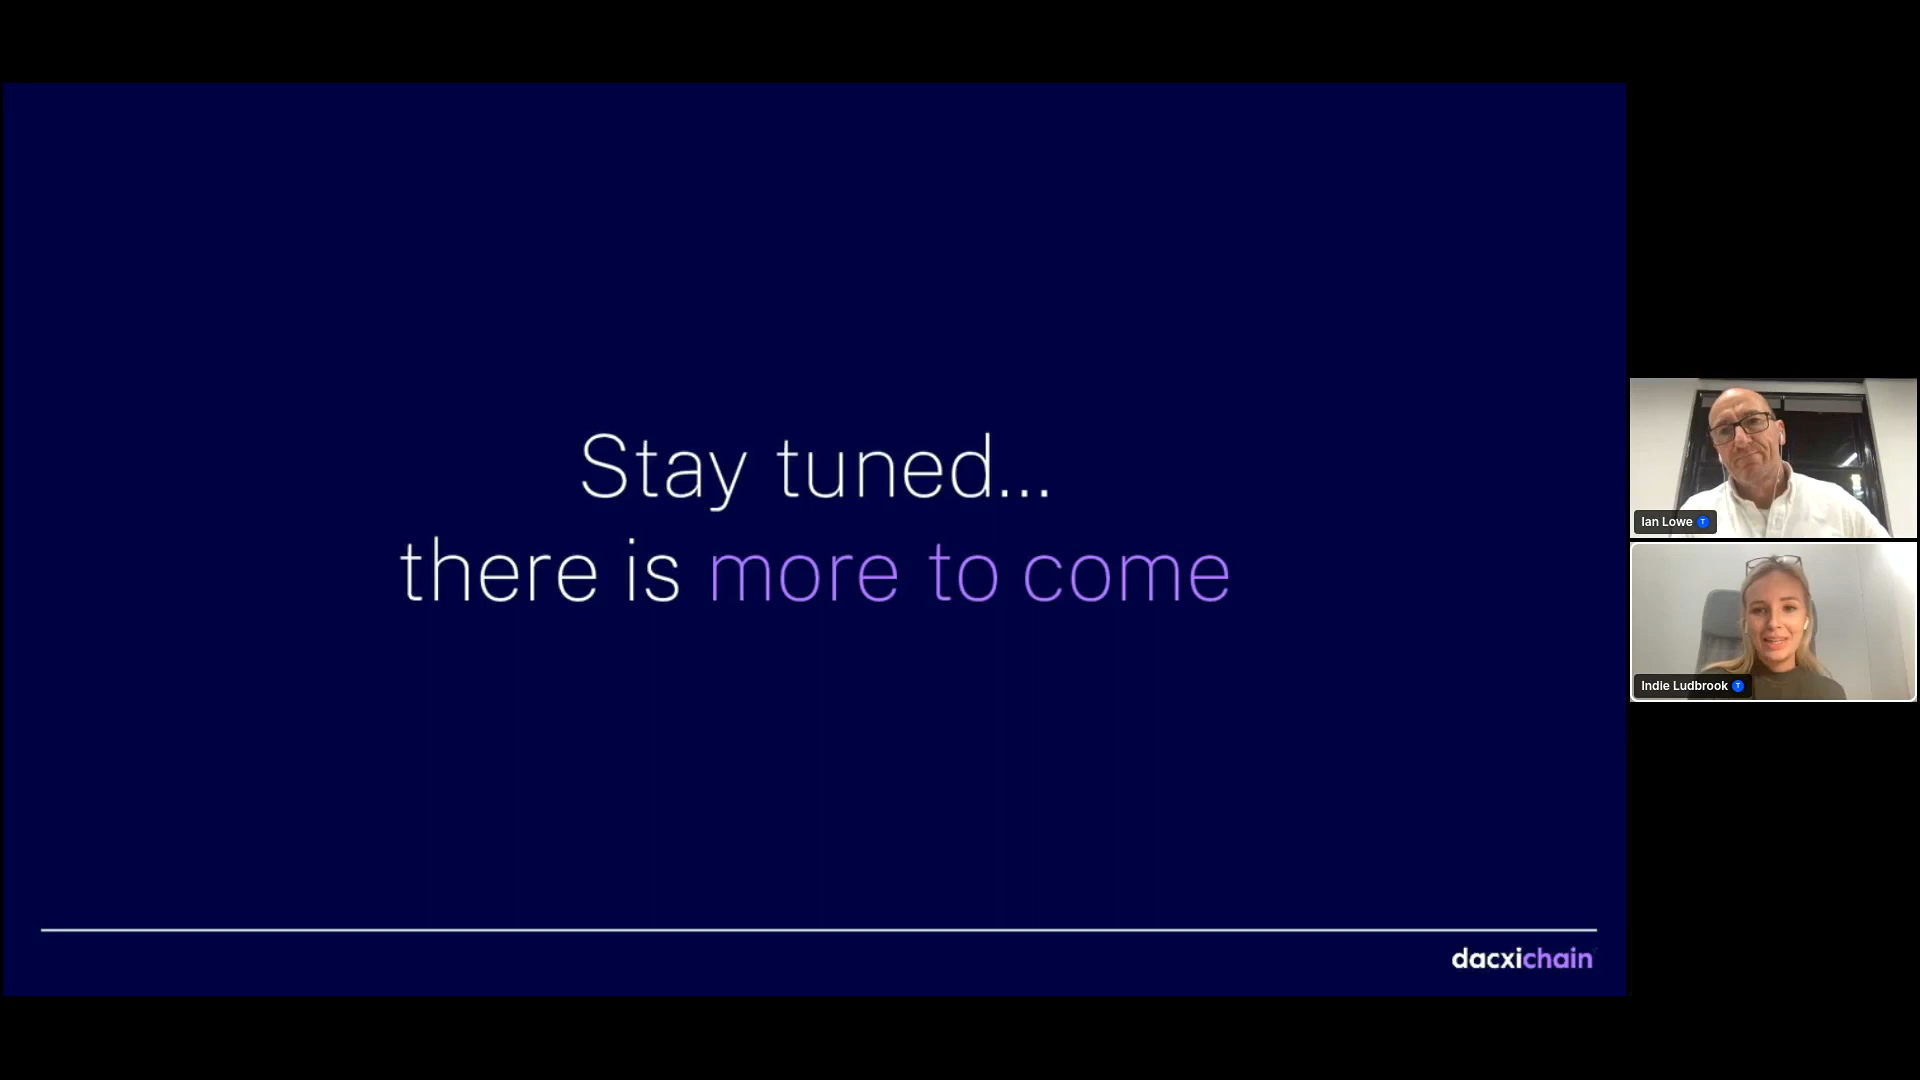 Stay tuned...
there is more to come
dacxichain
Ian Lowe T
Indie Ludbrook T